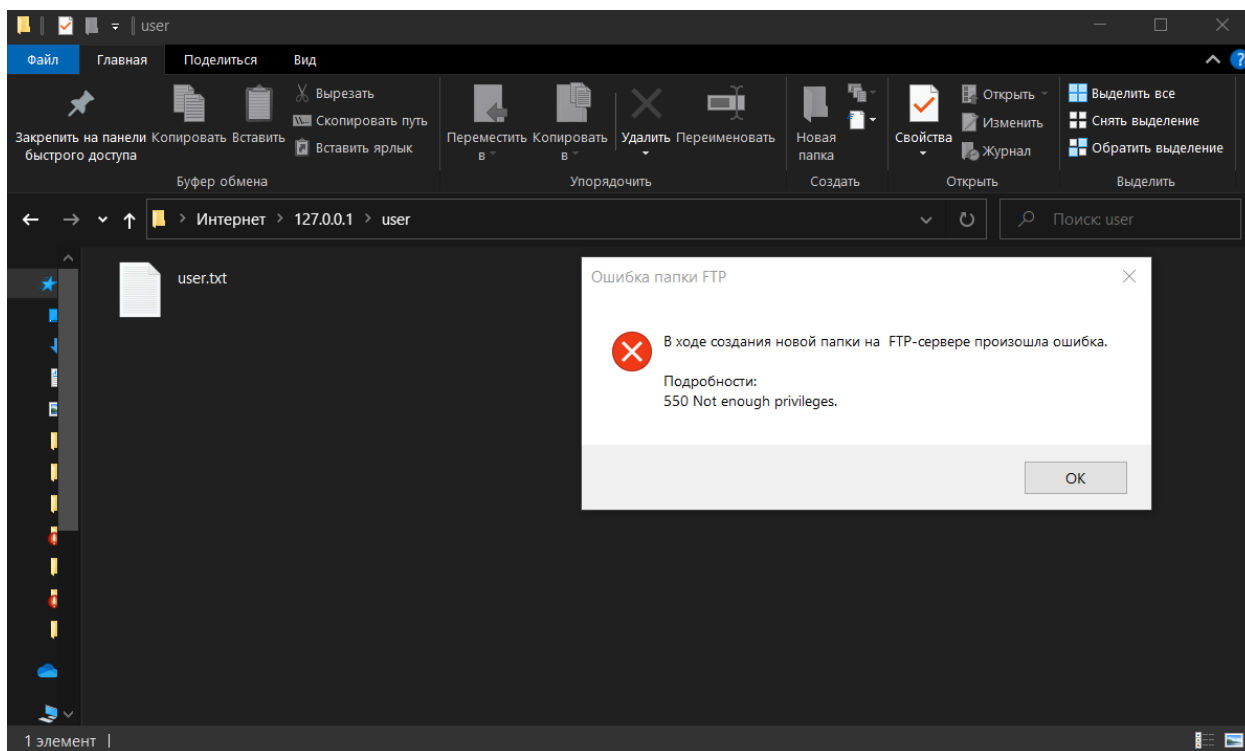 user
Файл Главная Поделиться Вид
Вырезать
Скопировать путь
Вставить ярлык
Закрепить на панели быстрого доступа
Копировать
Вставить
Буфер обмена
Переместить в
Копировать в
Удалить
Переименовать
Упорядочить
Новая папка
Создать
Свойства
Открыть
Изменить
Журнал
Открыть
Выделить все
Снять выделение
Обратить выделение
Выделить
Интернет > 127.0.0.1 > user
Поиск: user
user.txt
Ошибка папки FTP
В ходе создания новой папки на FTP-сервере произошла ошибка.
Подробности:
550 Not enough privileges.
OK
1 элемент